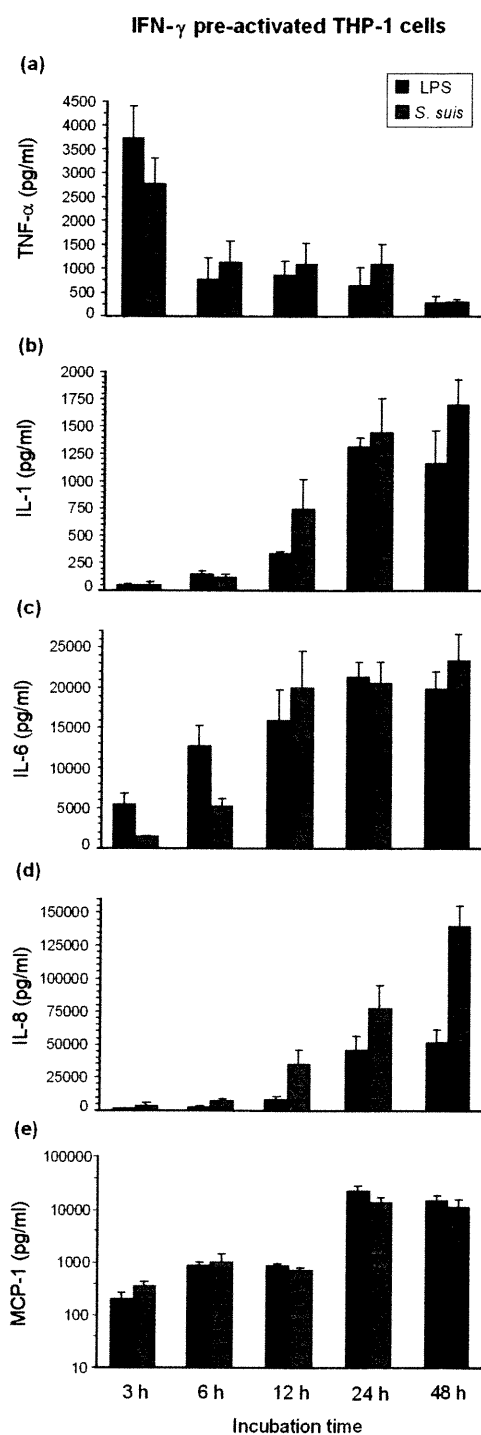 IFN-γ pre-activated THP-1 cells
(a)
LPS
S. suis
TNF-α (pg/ml)
4500
4000
3500
3000
2500
2000
1500
1000
500
0
(b)
IL-1 (pg/ml)
2000
1750
1500
1250
1000
750
500
250
0
(c)
IL-6 (pg/ml)
25000
20000
15000
10000
5000
0
(d)
IL-8 (pg/ml)
150000
125000
100000
75000
50000
25000
0
(e)
MCP-1 (pg/ml)
100000
10000
1000
100
10
3 h 6 h 12 h 24 h 48 h
Incubation time